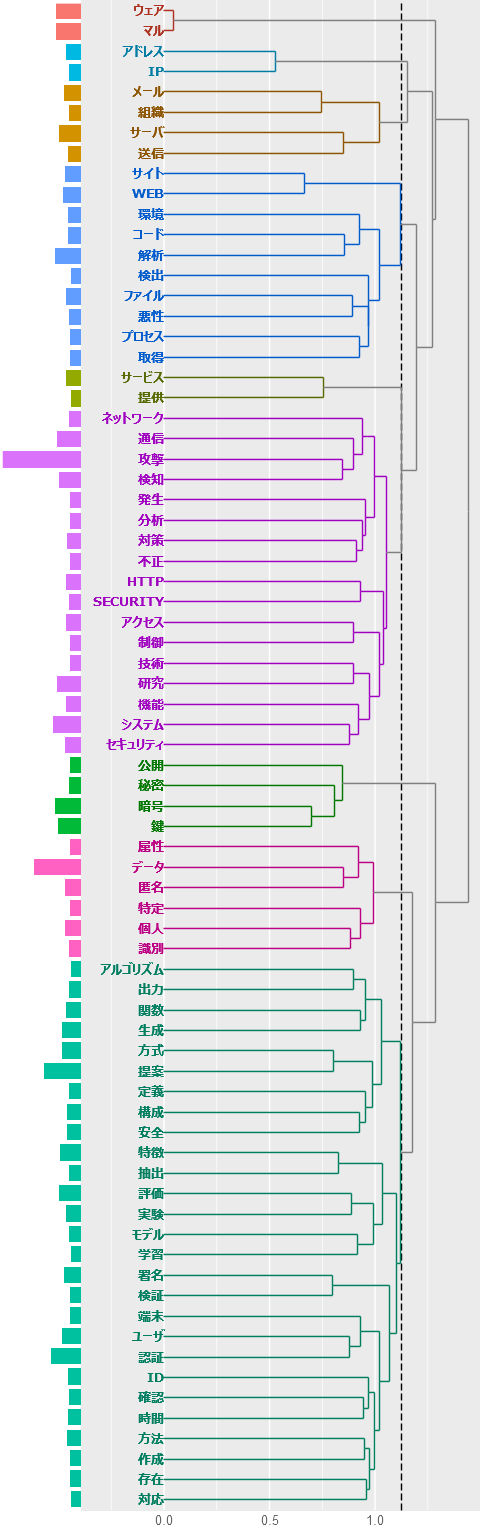 ウェア
マル
アドレス
IP
メール
組織
サーバ
送信
サイト
WEB
環境
コード
解析
検出
ファイル
悪性
プロセス
取得
サービス
提供
ネットワーク
通信
攻撃
検知
発生
分析
対策
不正
HTTP
SECURITY
アクセス
制御
技術
研究
機能
システム
セキュリティ
公開
秘密
暗号
鍵
属性
データ
匿名
特定
個人
識別
アルゴリズム
出力
関数
生成
方式
提案
定義
構成
安全
特徴
抽出
評価
実験
モデル
学習
署名
検証
端末
ユーザ
認証
ID
確認
時間
方法
作成
存在
対応
0.0 0.5 1.0